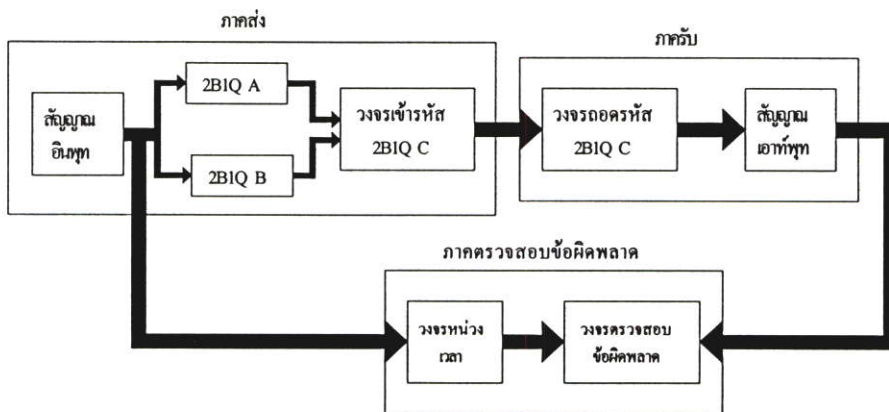 ภาคส่ง
ภาครับ
สัญญาณ
อินพุท
2B1Q A
2B1Q B
วงจรเข้ารหัส
2B1Q C
วงจรถอดรหัส
2B1Q C
สัญญาณ
เอาท์พุท
ภาคตรวจสอบข้อผิดพลาด
วงจรหน่วง
เวลา
วงจรตรวจสอบ
ข้อผิดพลาด